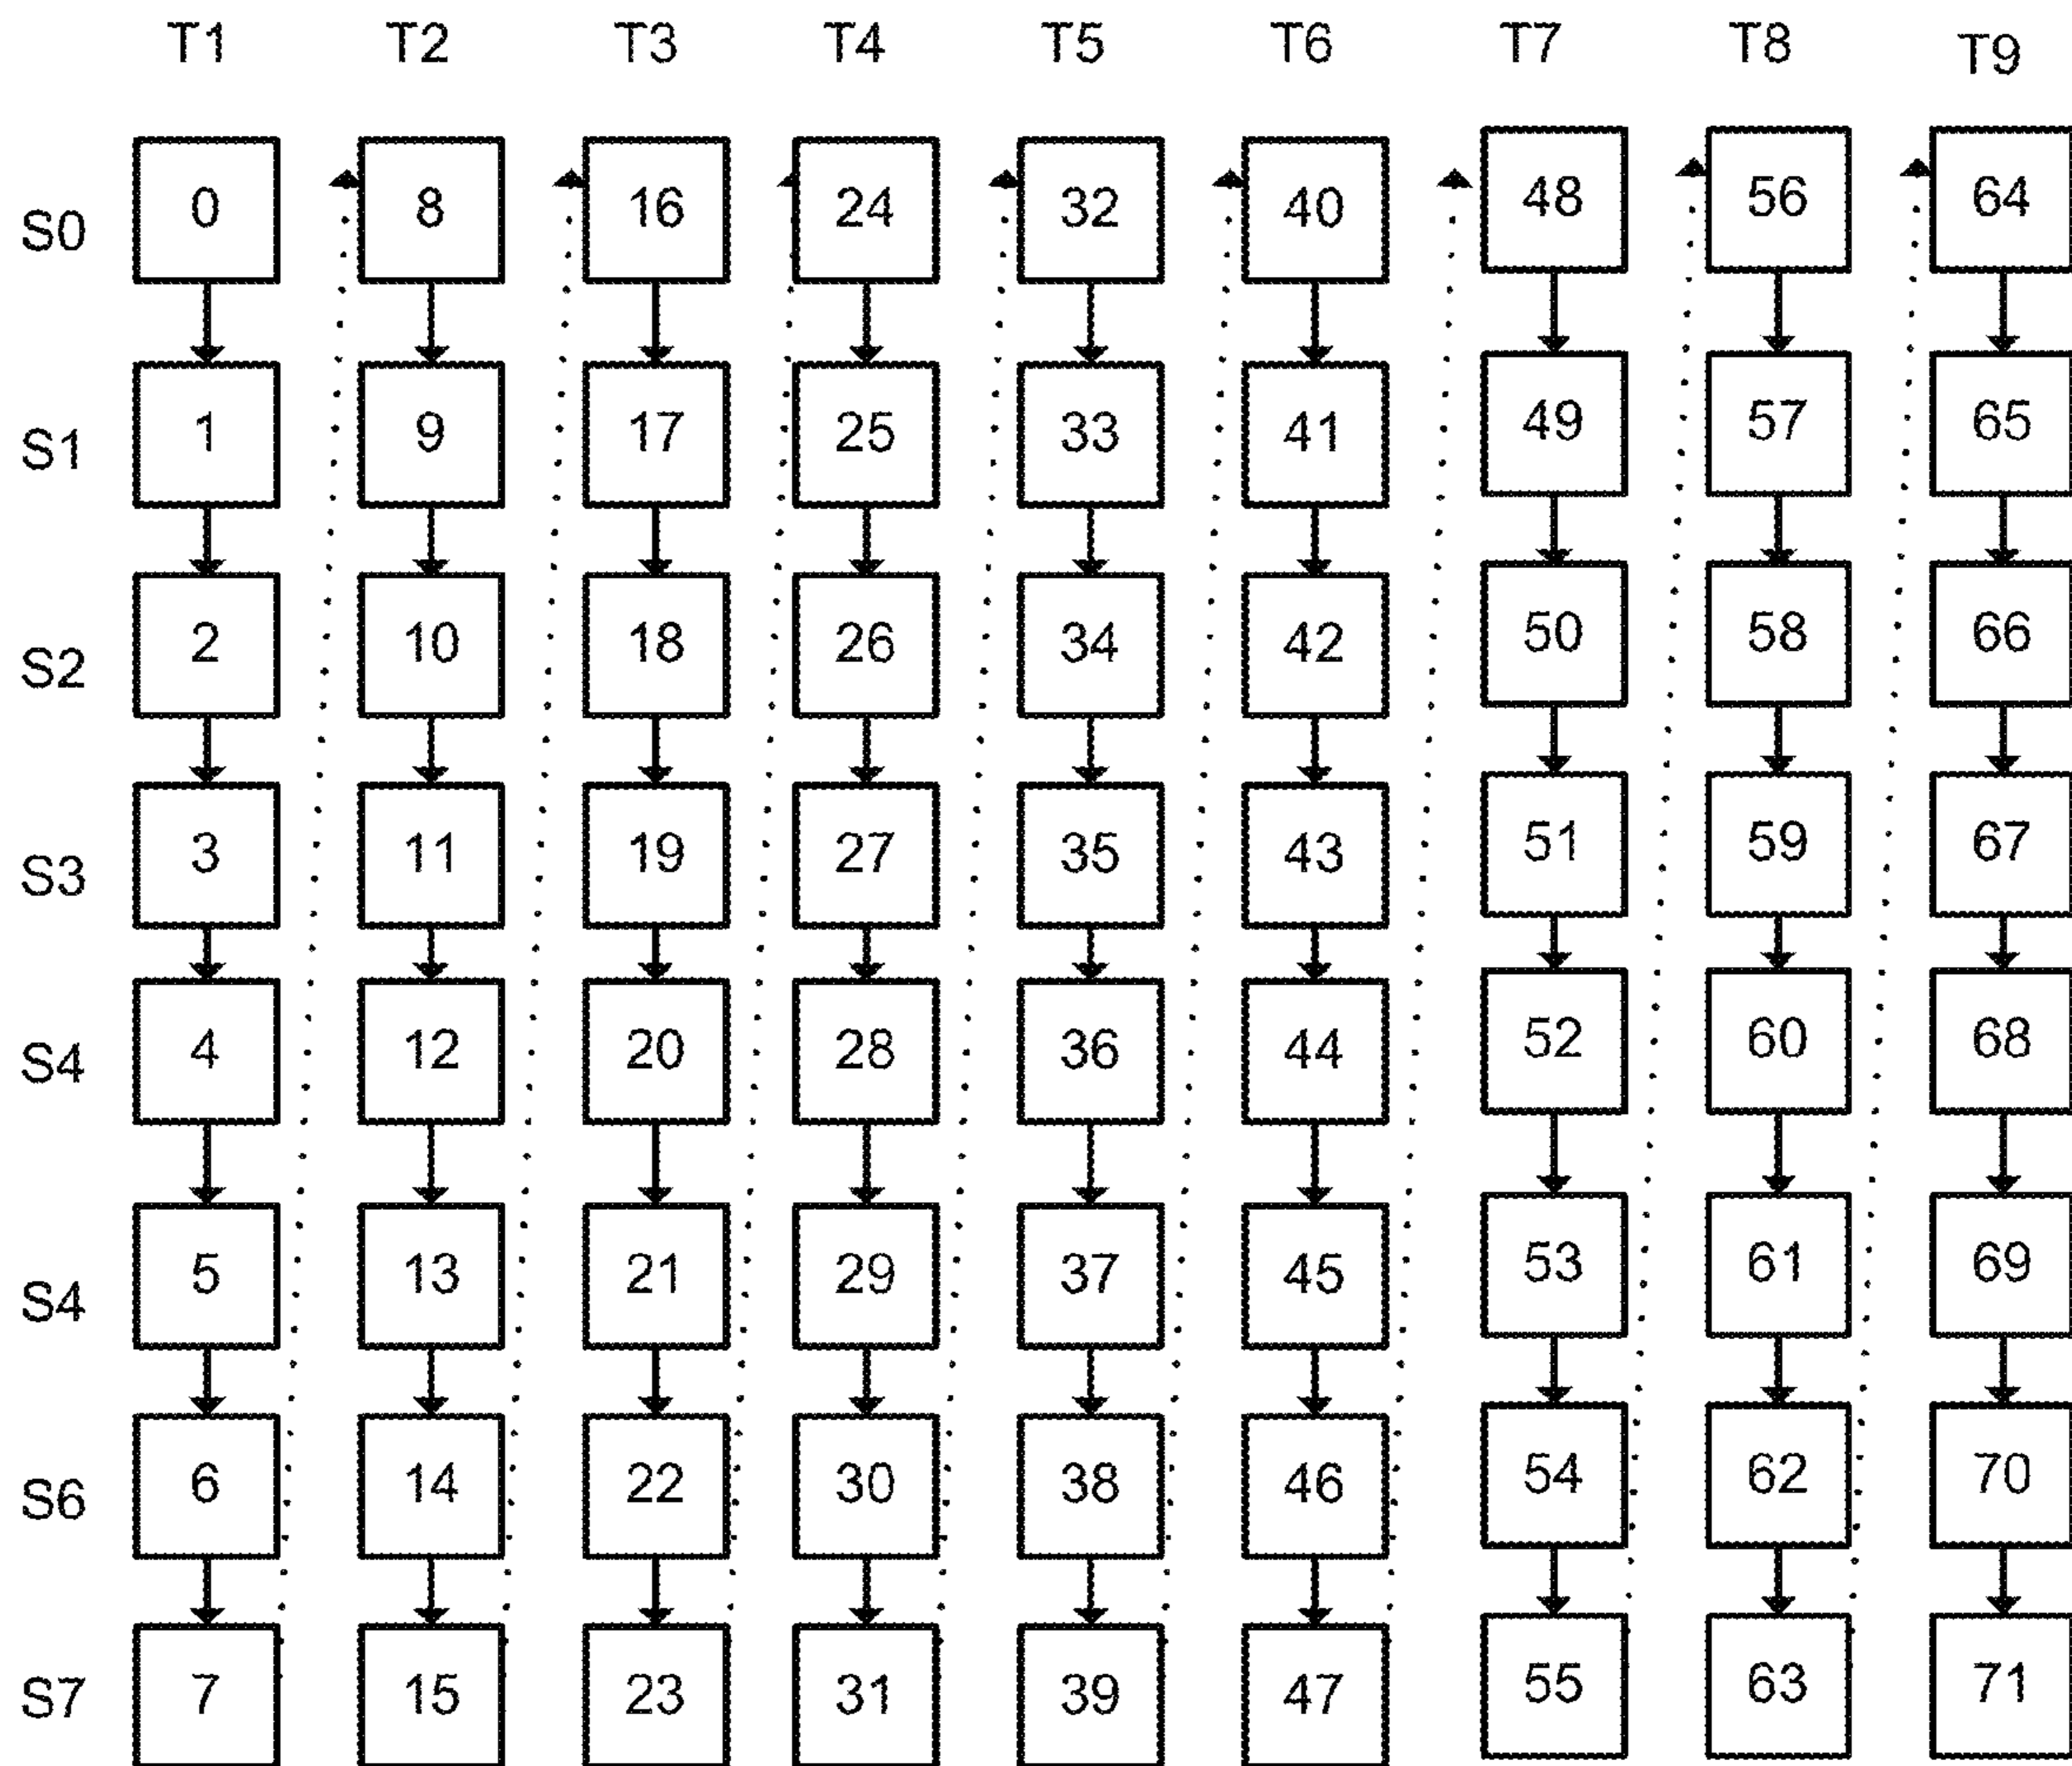 T1 T2 T3 T4 T5 T6 T7 T8 T9
S0 0 8 16 24 32 40 48 56 64
S1 1 9 17 25 33 41 49 57 65
S2 2 10 18 26 34 42 50 58 66
S3 3 11 19 27 35 43 51 59 67
S4 4 12 20 28 36 44 52 60 68
S4 5 13 21 29 37 45 53 61 69
S6 6 14 22 30 38 46 54 62 70
S7 7 15 23 31 39 47 55 63 71